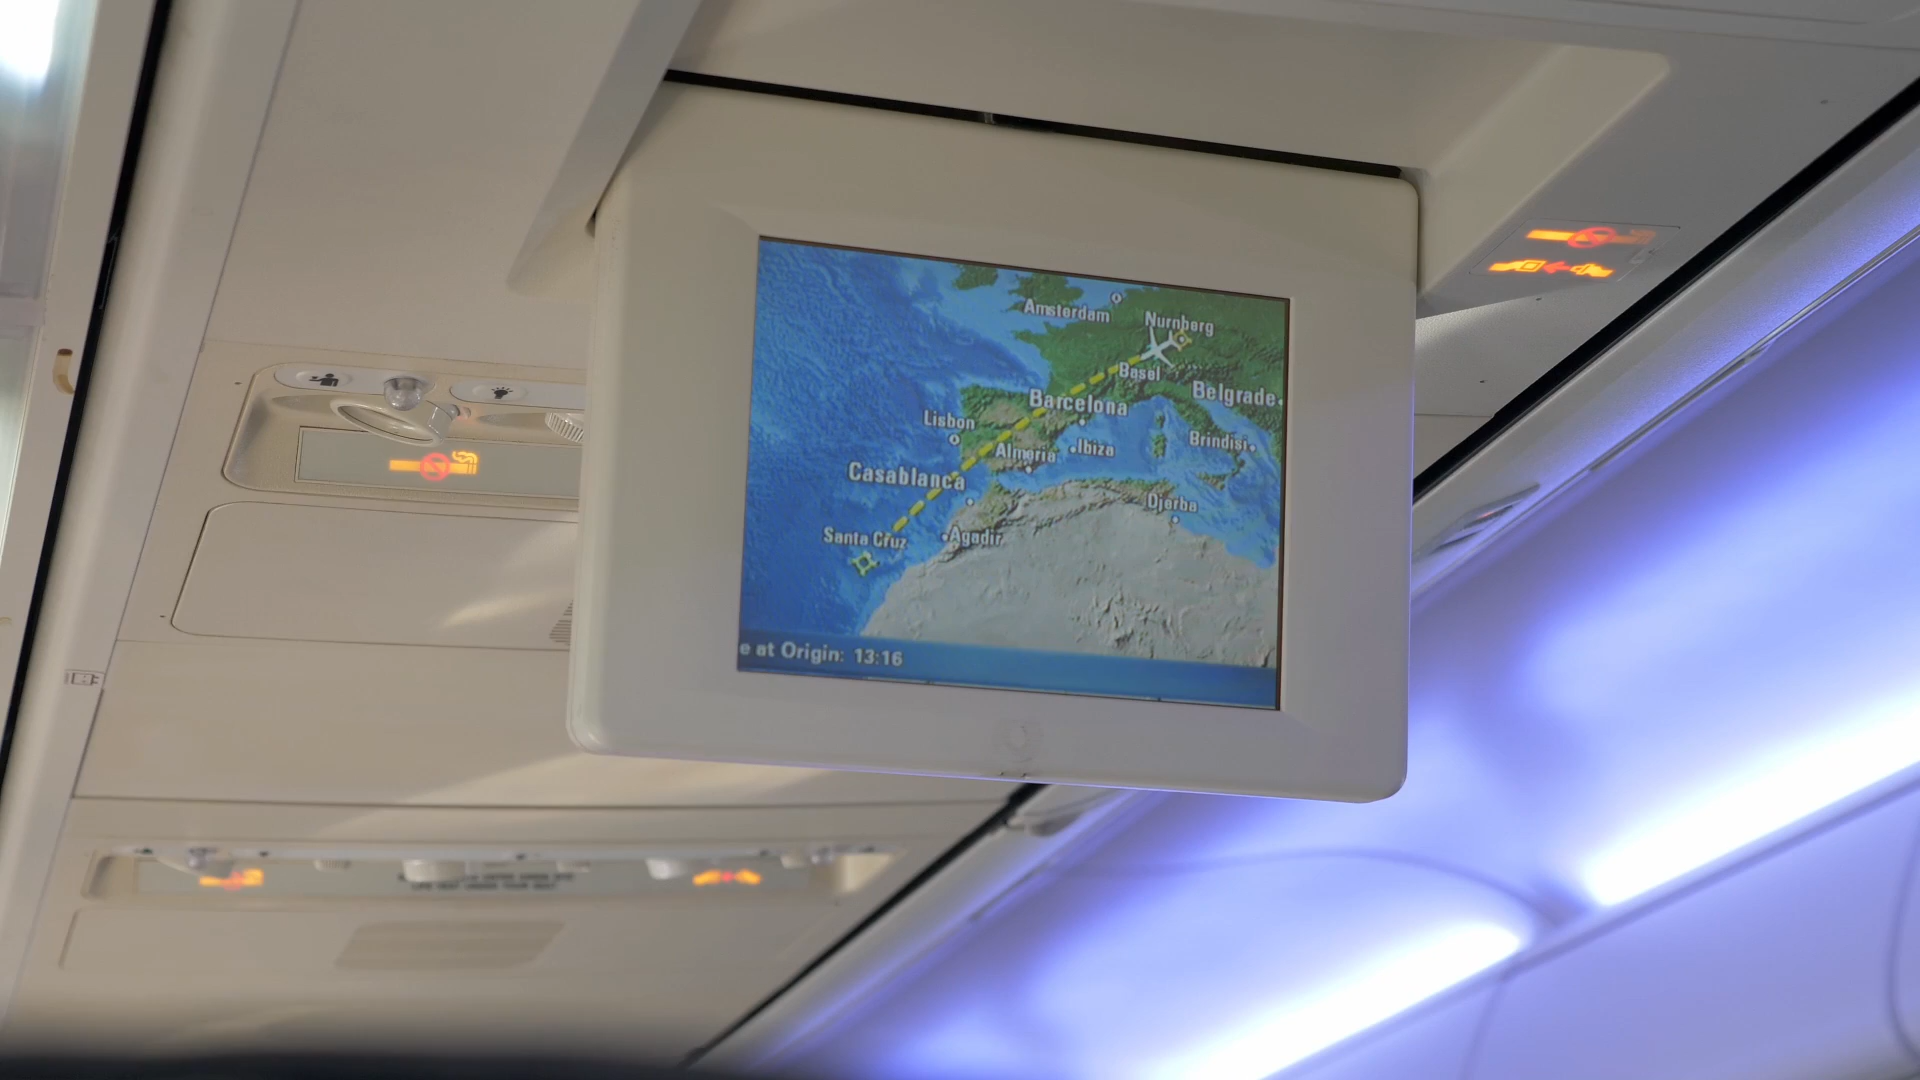 Amsterdam
Nurnberg
Basel
Belgrade
Barcelona
Lisbon
Brindisi
Ibiza
Almeria
Casablanca
Djerba
Santa Cruz
Agadir
e at Origin: 13:16